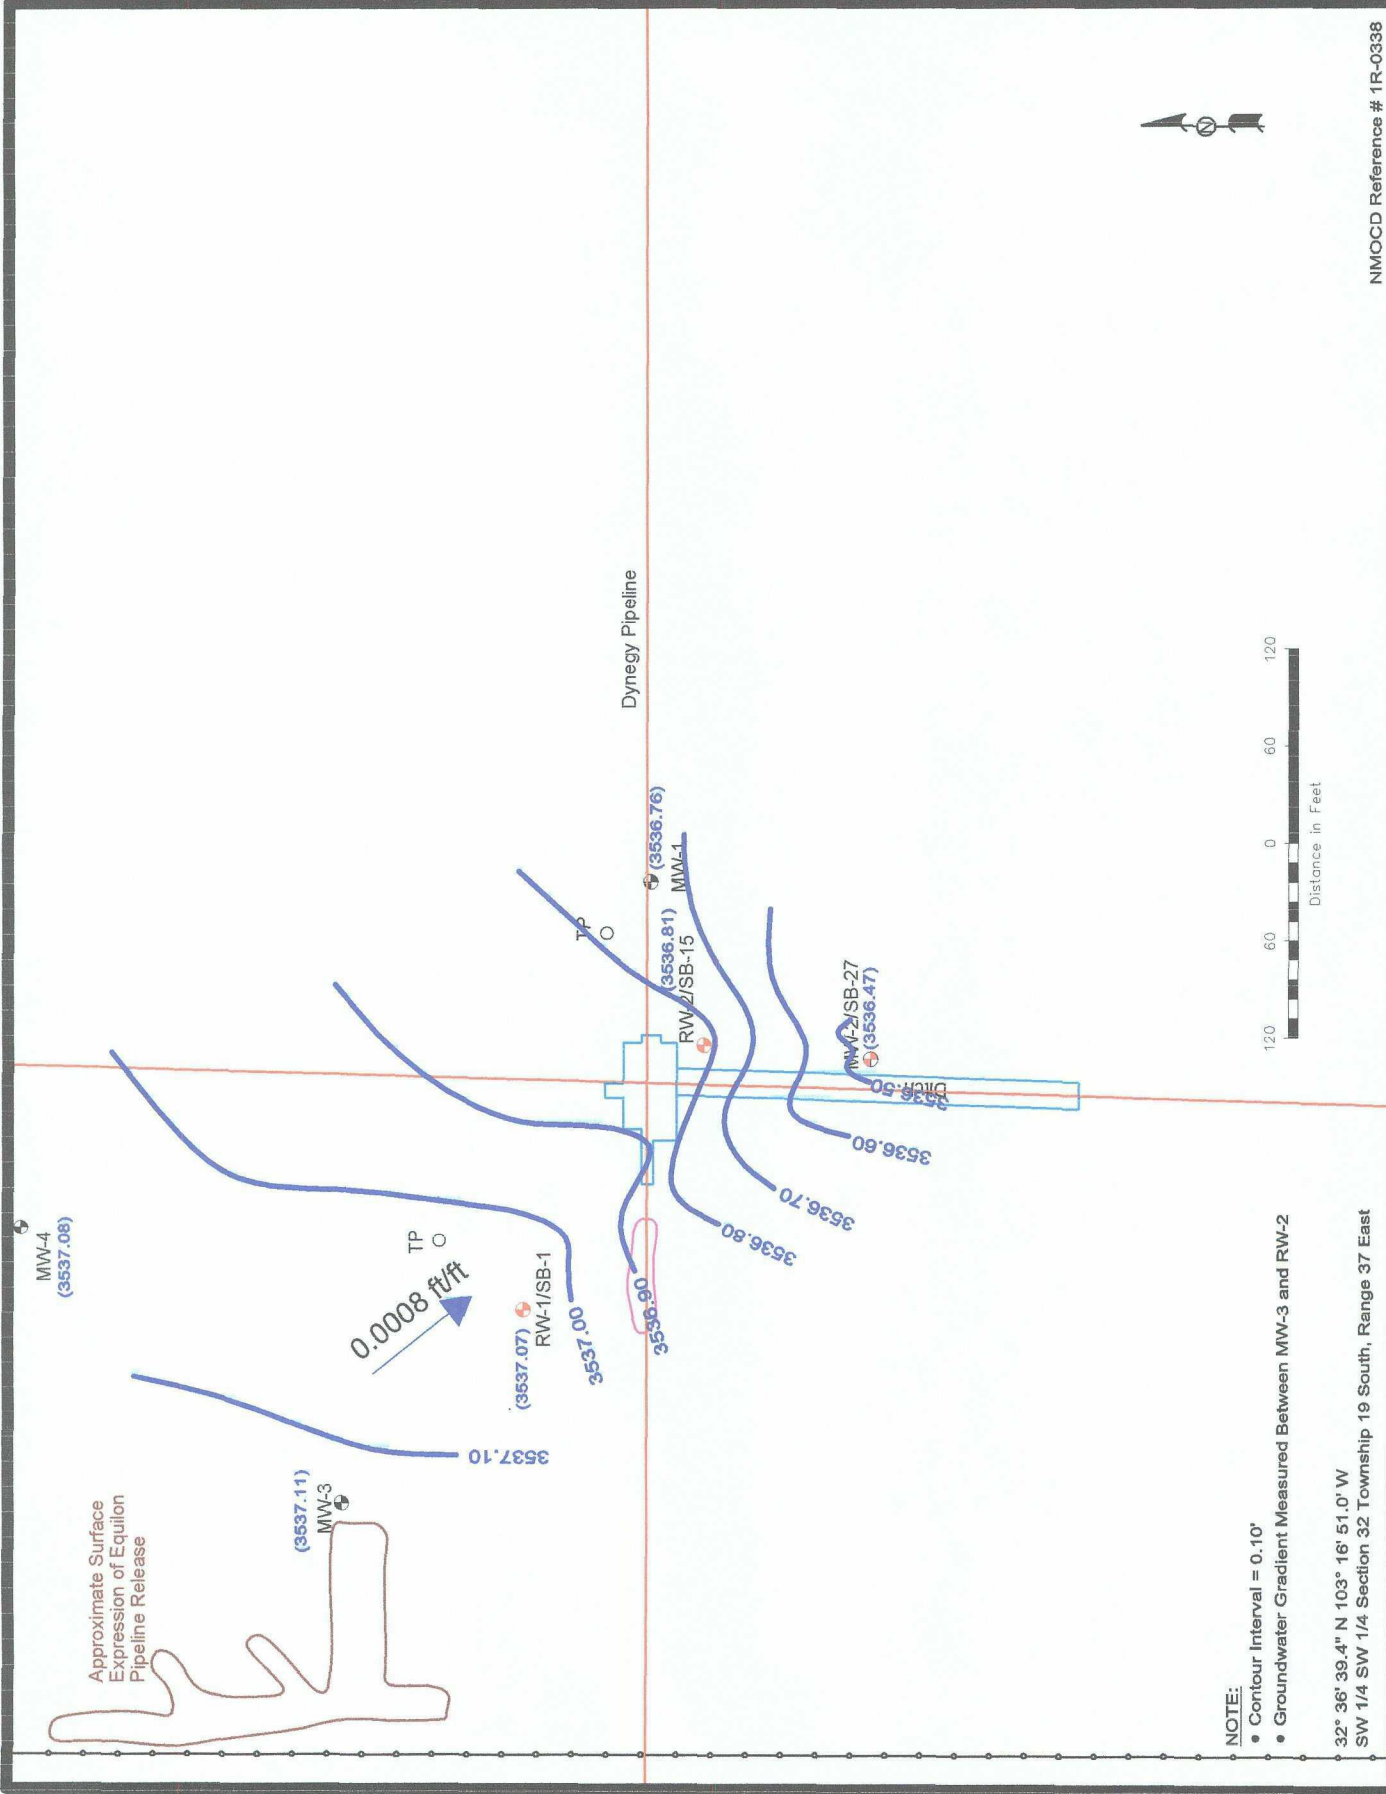 Approximate Surface
Expression of Equilon
Pipeline Release
MW-4
(3537.08)
(3537.11)
MW-3
3537.10
0.0008 ft/ft
TP
(3537.07)
RW-1/SB-1
3537.00
3536.90
TP
Dynegy Pipeline
(3536.76)
MW-1
(3536.81)
RW-2/SB-15
3536.80
3536.70
3536.60
3536.50
MW-2/SB-27
(3536.47)
N
NOTE:
• Contour Interval = 0.10'
• Groundwater Gradient Measured Between MW-3 and RW-2
120 60 0 60 120
Distance in Feet
32° 36' 39.4" N 103° 16' 51.0' W
SW 1/4 SW 1/4 Section 32 Township 19 South, Range 37 East
NMOCD Reference # 1R-0338